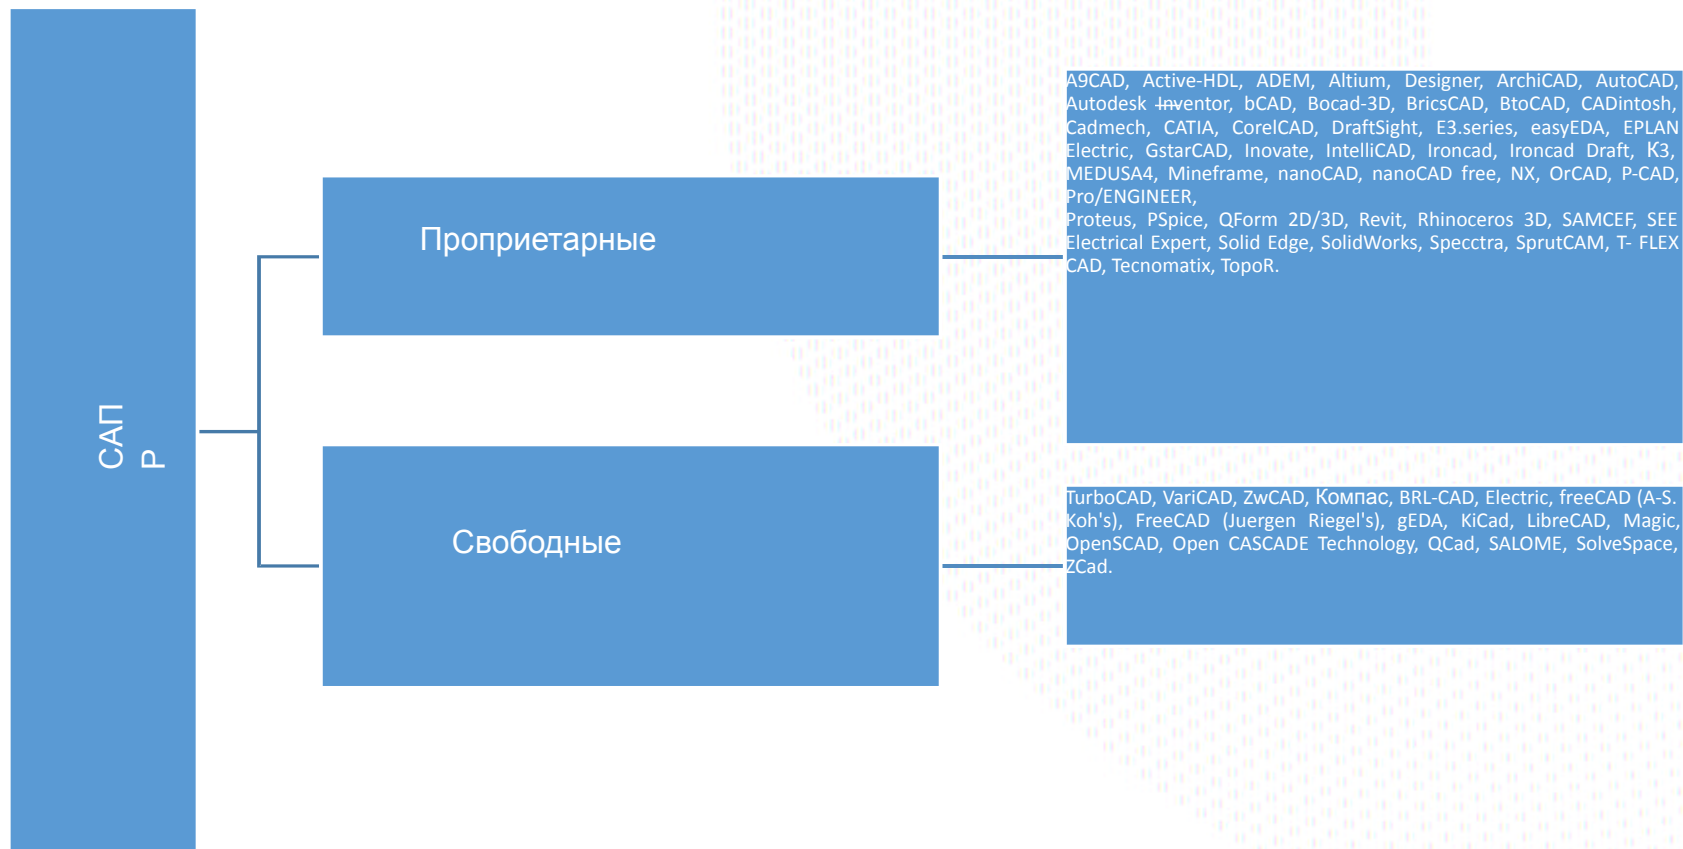 САП
Р
Проприетарные
Свободные
A9CAD, Active-HDL, ADEM, Altium, Designer, ArchiCAD, AutoCAD,
Autodesk Inventor, bCAD, Bocad-3D, BricsCAD, BtoCAD, CADintosh,
Cadmech, CATIA, CorelCAD, DraftSight, E3.series, easyEDA, EPLAN
Electric, GstarCAD, Inovate, IntelliCAD, Ironcad, Ironcad Draft, К3,
MEDUSA4, Mineframe, nanoCAD, nanoCAD free, NX, OrCAD, P-CAD,
Pro/ENGINEER,
Proteus, PSpice, QForm 2D/3D, Revit, Rhinoceros 3D, SAMCEF, SEE
Electrical Expert, Solid Edge, SolidWorks, Specctra, SprutCAM, T- FLEX
CAD, Tecnomatix, TopoR.
TurboCAD, VariCAD, ZwCAD, Компас, BRL-CAD, Electric, freeCAD (A-S.
Koh's), FreeCAD (Juergen Riegel's), gEDA, KiCad, LibreCAD, Magic,
OpenSCAD, Open CASCADE Technology, QCad, SALOME, SolveSpace,
ZCad.